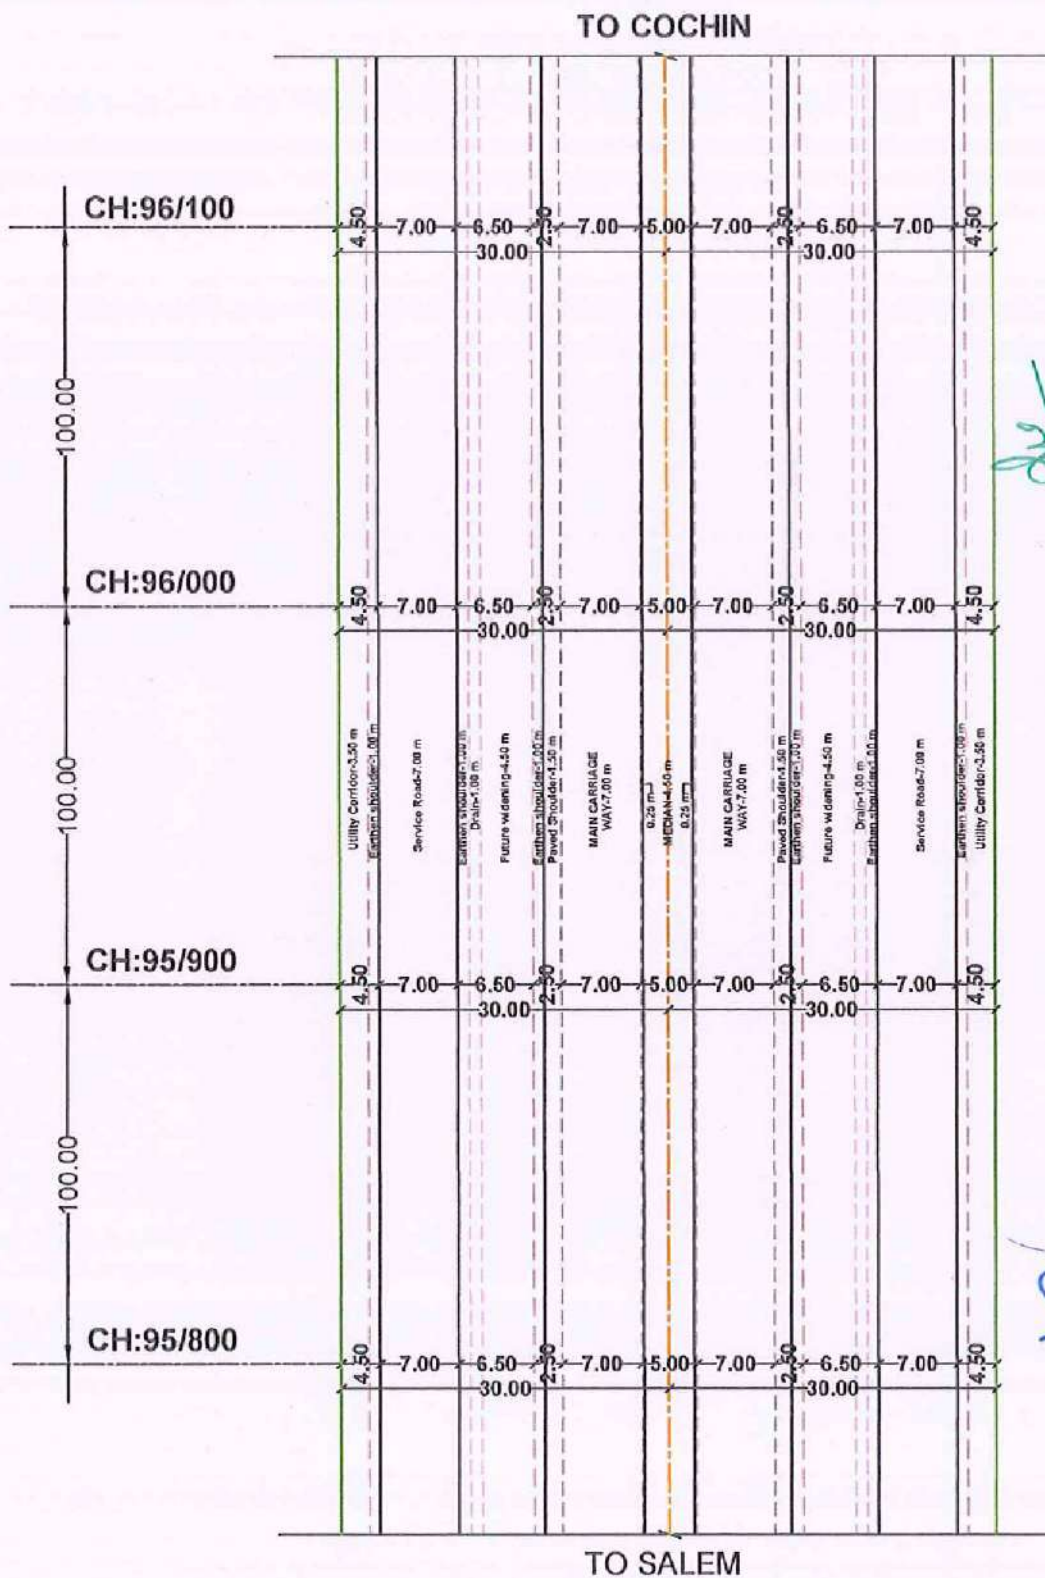 TO COCHIN
CH:96/100
4.50 7.00 6.50 2.50 7.00 5.00 7.00 2.50 6.50 7.00 4.50
30.00 30.00
100.00
CH:96/000
4.50 7.00 6.50 2.50 7.00 5.00 7.00 2.50 6.50 7.00 4.50
30.00 30.00
100.00
Utility Corridor-3.50 m
Earthen shoulder-1.00 m
Service Road-7.00 m
Earthen shoulder-1.00 m
Drain-1.00 m
Future widening-4.50 m
Earthen shoulder-1.00 m
Paved Shoulder-1.50 m
MAIN CARRIAGE
WAY-7.00 m
0.25 m
MEDIAN-4.50 m
0.25 m
MAIN CARRIAGE
WAY-7.00 m
Paved Shoulder-1.50 m
Earthen shoulder-1.00 m
Future widening-4.50 m
Drain-1.00 m
Earthen shoulder-1.00 m
Service Road-7.00 m
Earthen shoulder-1.00 m
Utility Corridor-3.50 m
CH:95/900
4.50 7.00 6.50 2.50 7.00 5.00 7.00 2.50 6.50 7.00 4.50
30.00 30.00
100.00
CH:95/800
4.50 7.00 6.50 2.50 7.00 5.00 7.00 2.50 6.50 7.00 4.50
30.00 30.00
TO SALEM